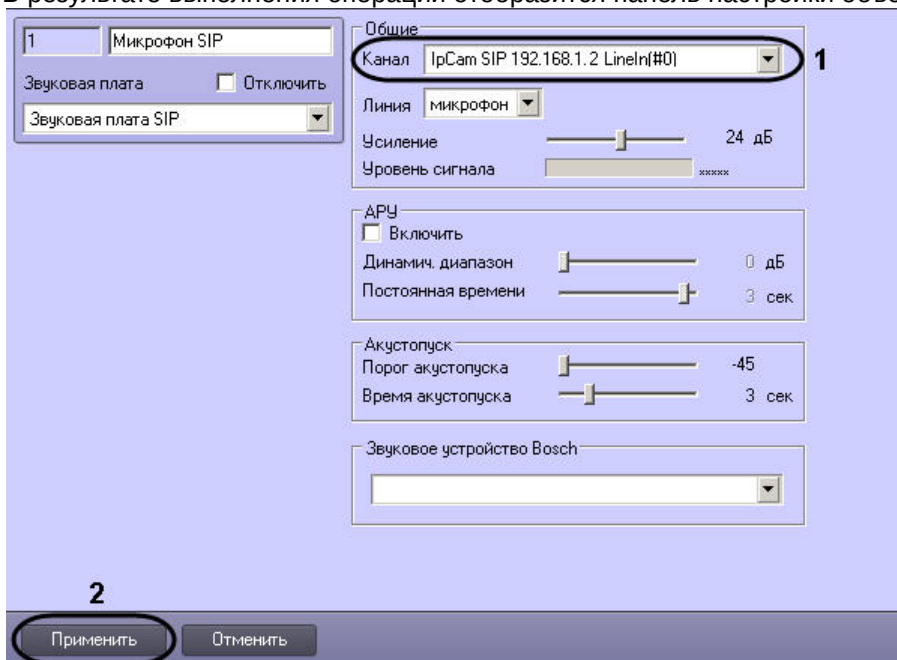 В результате выполнения операции отобразится панель настройки объе
1 Микрофон SIP
Звуковая плата Отключить
Звуковая плата SIP
Общие
Канал IpCam SIP 192.168.1.2 LineIn(#0) 1
Линия микрофон
Усиление 24 дБ
Уровень сигнала xxxxx
АРУ
Включить
Динамич. диапазон 0 дБ
Постоянная времени 3 сек
Акустопуск
Порог акустопуска -45
Время акустопуска 3 сек
Звуковое устройство Bosch
2
Применить Отменить